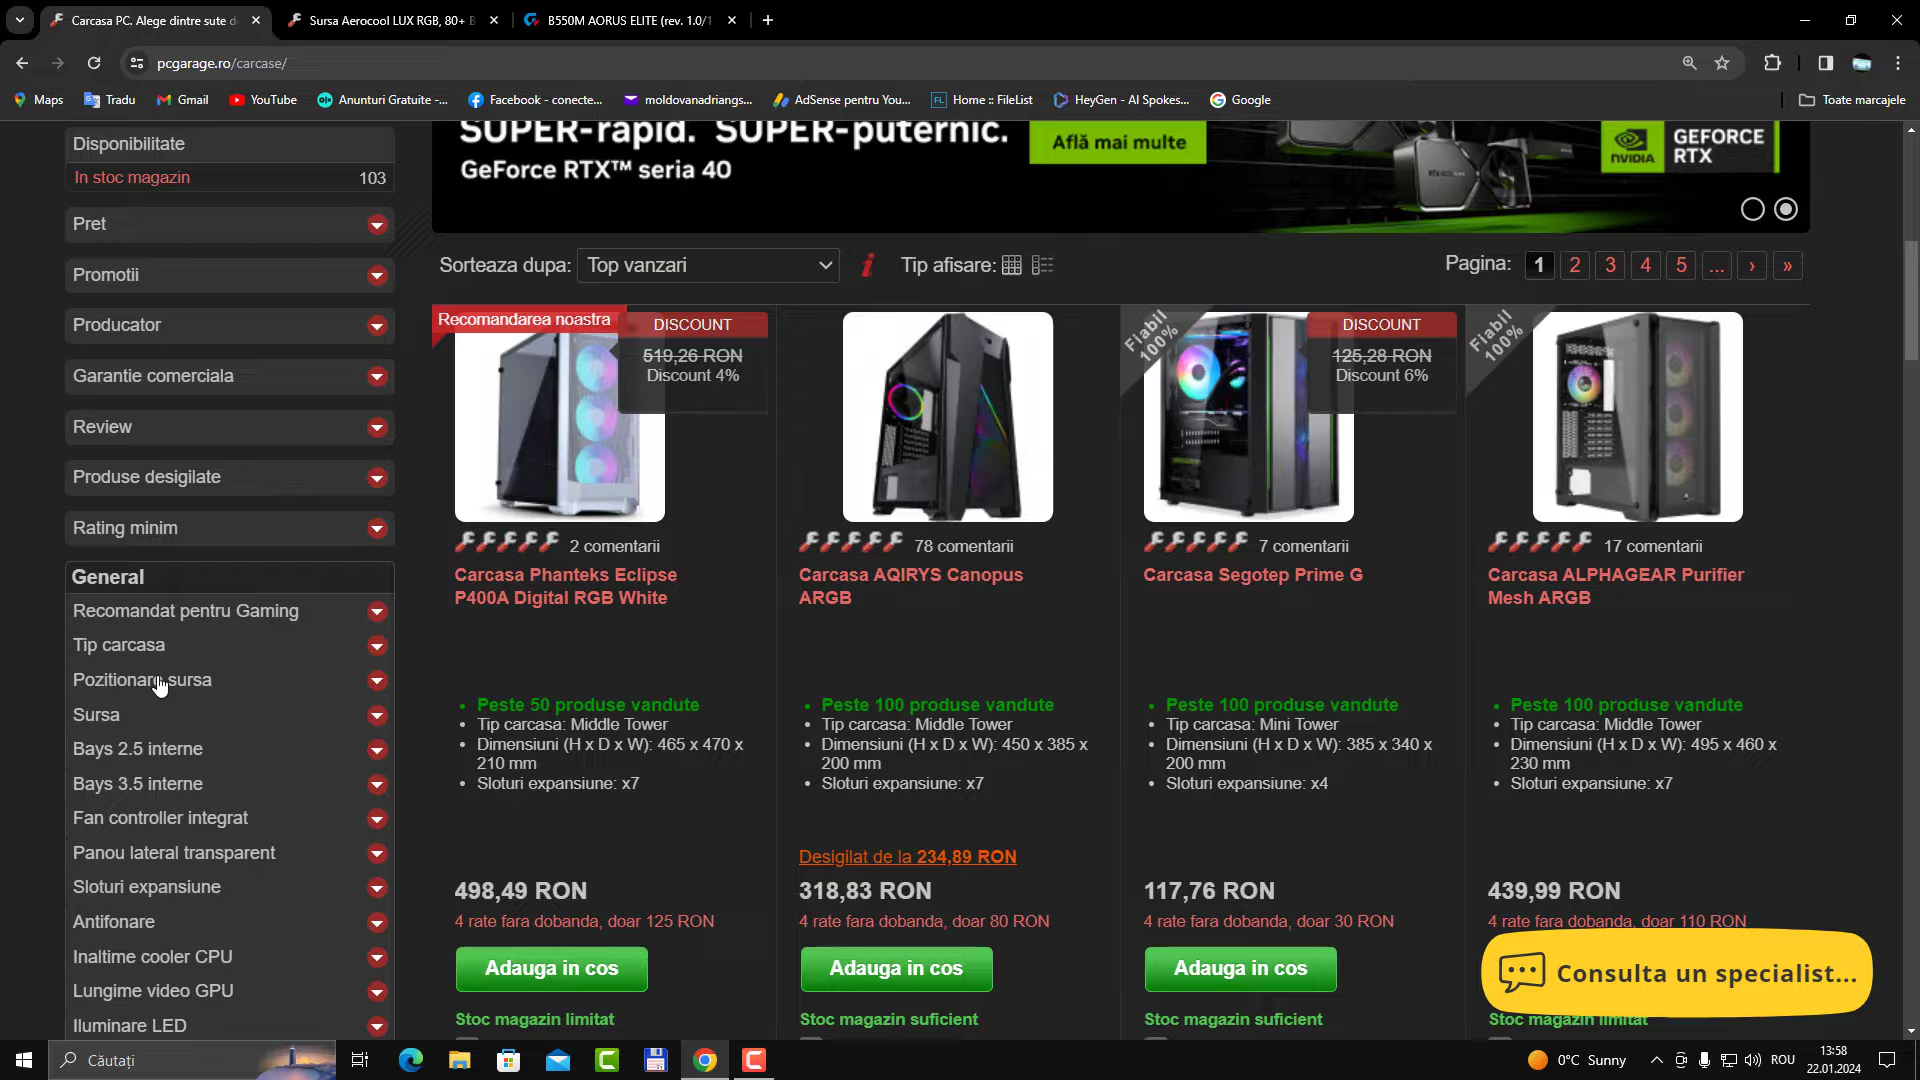 Carcasa PC. Alege dintre sute d
Sursa Aerocool LUX RGB, 80+ B
B550M AORUS ELITE (rev. 1.0/1
pcgarage.ro/carcase/
Maps
Tradu
Gmail
YouTube
Anunturi Gratuite -...
Facebook - conecte...
moldovanadriangs...
AdSense pentru You...
FL
Home :: FileList
HeyGen - AI Spokes...
Google
Toate marcajele
Disponibilitate
In stoc magazin 103
Pret
Promotii
Producator
Garantie comerciala
Review
Produse desigilate
Rating minim
General
Recomandat pentru Gaming
Tip carcasa
Pozitionare sursa
Sursa
Bays 2.5 interne
Bays 3.5 interne
Fan controller integrat
Panou lateral transparent
Sloturi expansiune
Antifonare
Inaltime cooler CPU
Lungime video GPU
Iluminare LED
SUPER-rapid. SUPER-puternic.
GeForce RTX™ seria 40
Află mai multe
NVIDIA
GEFORCE
RTX
Sorteaza dupa: Top vanzari
Tip afisare:
Pagina: 1 2 3 4 5 ... › »
Recomandarea noastra
DISCOUNT
519,26 RON
Discount 4%
2 comentarii
Carcasa Phanteks Eclipse
P400A Digital RGB White
• Peste 50 produse vandute
• Tip carcasa: Middle Tower
• Dimensiuni (H x D x W): 465 x 470 x
210 mm
• Sloturi expansiune: x7
498,49 RON
4 rate fara dobanda, doar 125 RON
Adauga in cos
Stoc magazin limitat
78 comentarii
Carcasa AQIRYS Canopus
ARGB
• Peste 100 produse vandute
• Tip carcasa: Middle Tower
• Dimensiuni (H x D x W): 450 x 385 x
200 mm
• Sloturi expansiune: x7
Desigilat de la 234,89 RON
318,83 RON
4 rate fara dobanda, doar 80 RON
Adauga in cos
Stoc magazin suficient
Fiabil
100%
DISCOUNT
125,28 RON
Discount 6%
7 comentarii
Carcasa Segotep Prime G
• Peste 100 produse vandute
• Tip carcasa: Mini Tower
• Dimensiuni (H x D x W): 385 x 340 x
200 mm
• Sloturi expansiune: x4
117,76 RON
4 rate fara dobanda, doar 30 RON
Adauga in cos
Stoc magazin suficient
Fiabil
100%
17 comentarii
Carcasa ALPHAGEAR Purifier
Mesh ARGB
• Peste 100 produse vandute
• Tip carcasa: Middle Tower
• Dimensiuni (H x D x W): 495 x 460 x
230 mm
• Sloturi expansiune: x7
439,99 RON
4 rate fara dobanda, doar 110 RON
Consulta un specialist...
Stoc magazin limitat
Căutați
0°C Sunny
ROU
13:58
22.01.2024